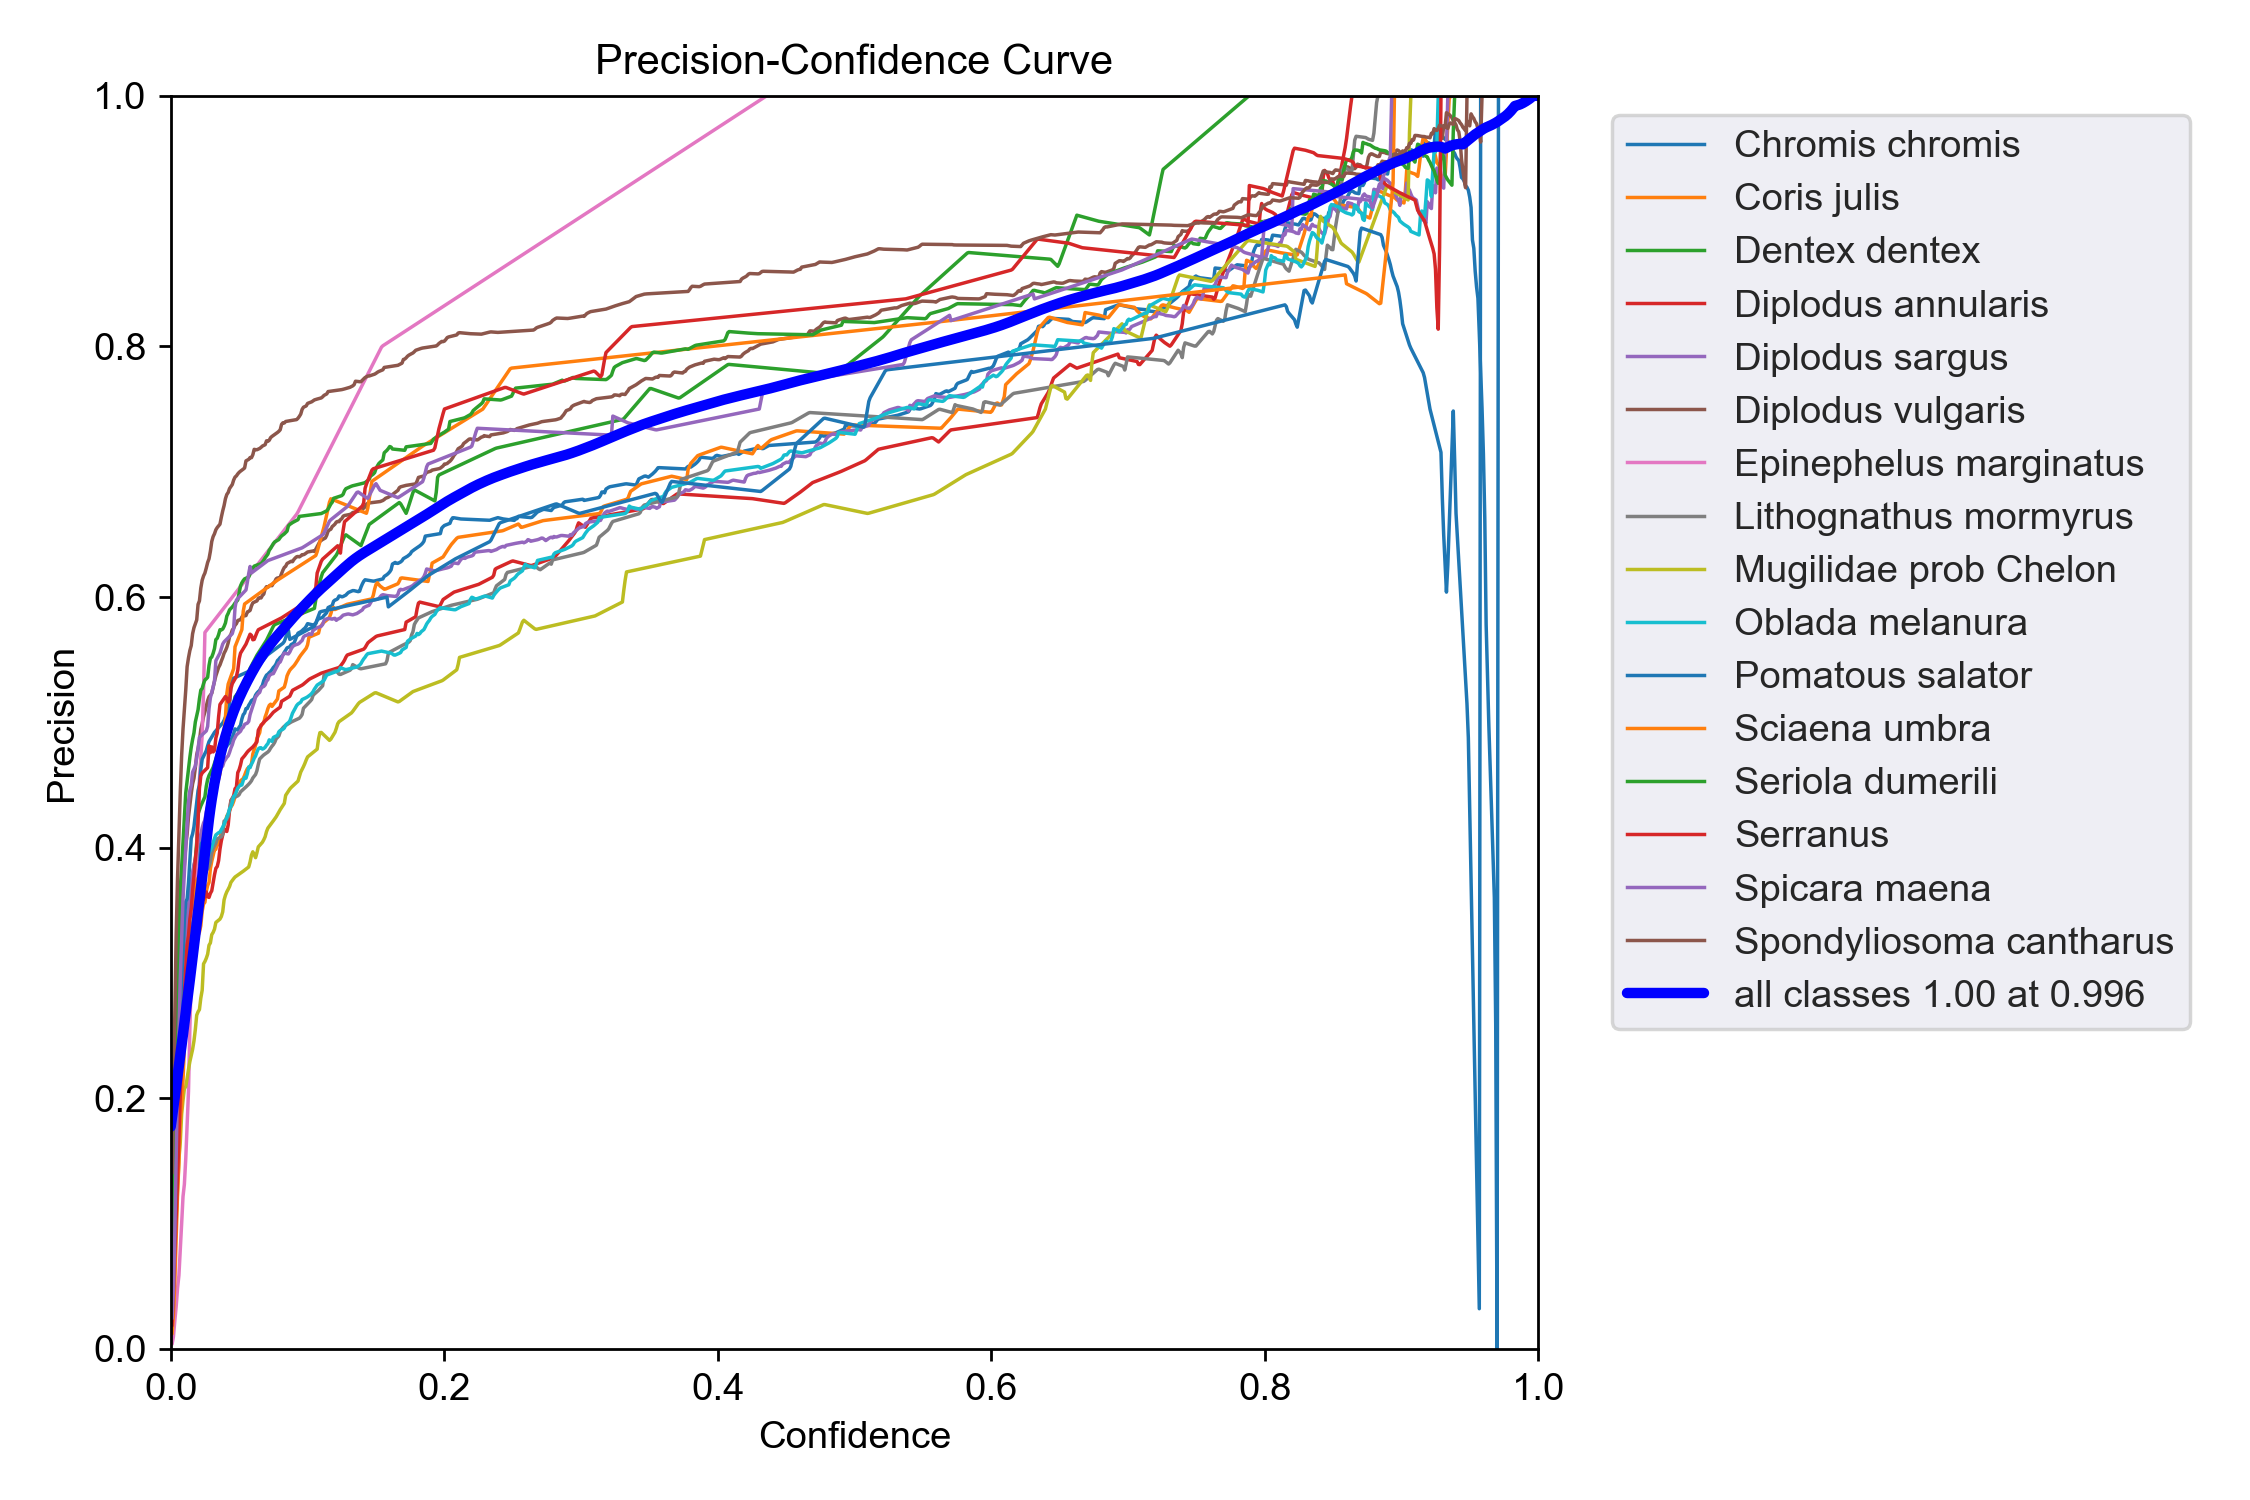 Precision-Confidence Curve
1.0
0.8
0.6
0.4
0.2
0.0
Precision
0.0 0.2 0.4 0.6 0.8 1.0
Confidence
Chromis chromis
Coris julis
Dentex dentex
Diplodus annularis
Diplodus sargus
Diplodus vulgaris
Epinephelus marginatus
Lithognathus mormyrus
Mugilidae prob Chelon
Oblada melanura
Pomatous salator
Sciaena umbra
Seriola dumerili
Serranus
Spicara maena
Spondyliosoma cantharus
all classes 1.00 at 0.996